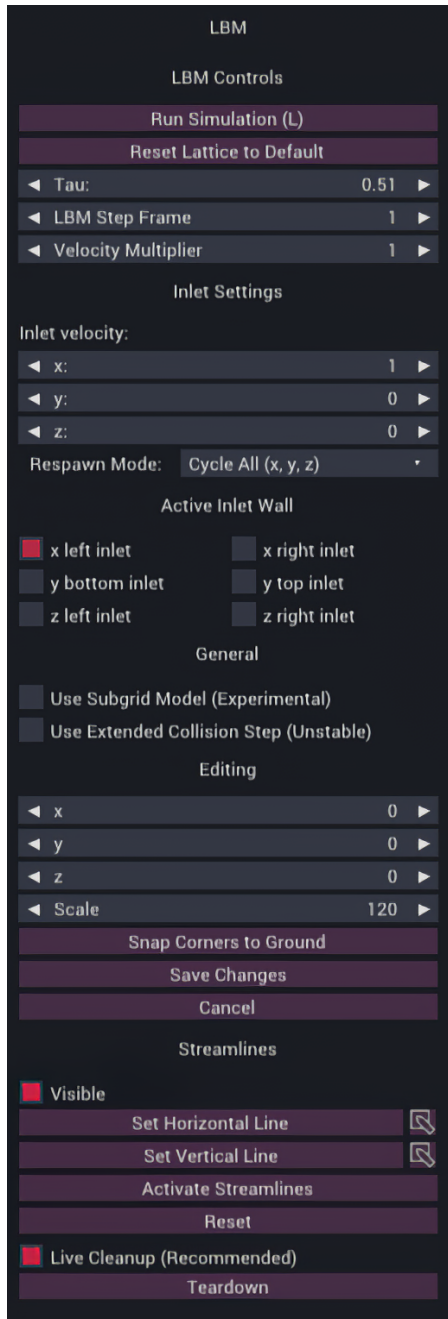 LBM
LBM Controls
Run Simulation (L)
Reset Lattice to Default
Tau: 0.51
LBM Step Frame 1
Velocity Multiplier 1
Inlet Settings
Inlet velocity:
x: 1
y: 0
z: 0
Respawn Mode: Cycle All (x, y, z)
Active Inlet Wall
x left inlet x right inlet
y bottom inlet y top inlet
z left inlet z right inlet
General
Use Subgrid Model (Experimental)
Use Extended Collision Step (Unstable)
Editing
x 0
y 0
z 0
Scale 120
Snap Corners to Ground
Save Changes
Cancel
Streamlines
Visible
Set Horizontal Line
Set Vertical Line
Activate Streamlines
Reset
Live Cleanup (Recommended)
Teardown